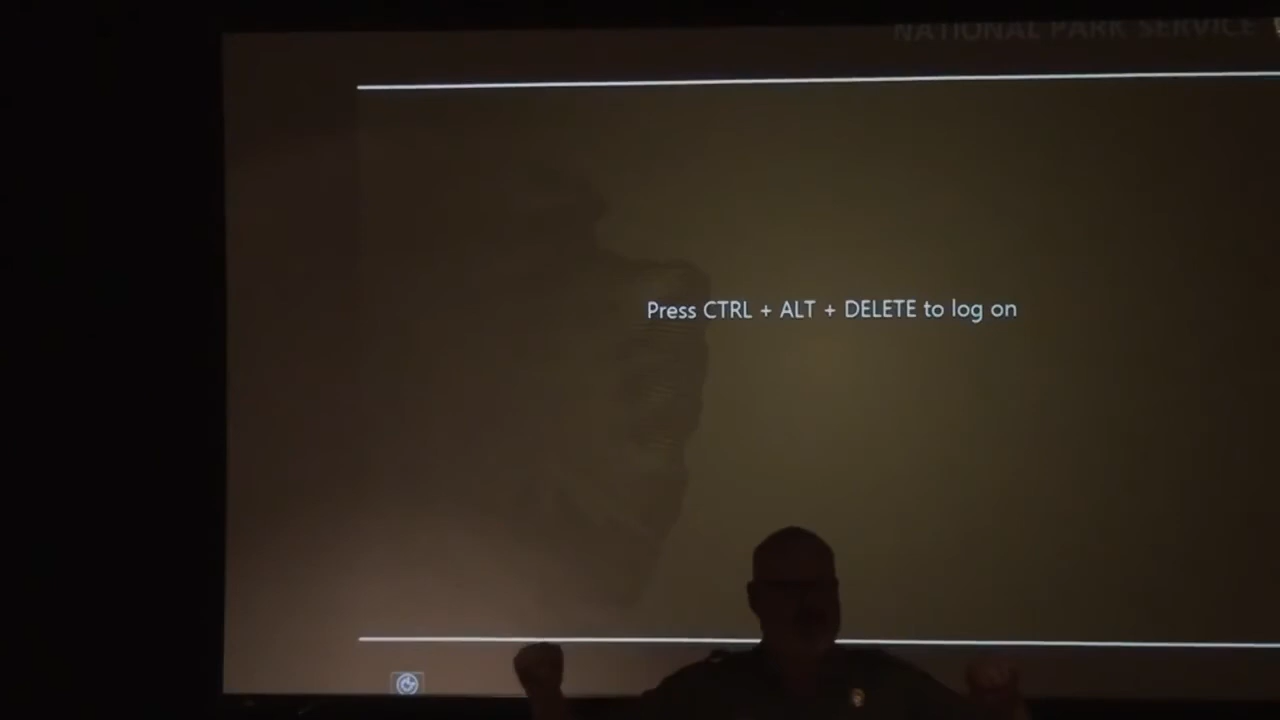 NATIONAL PARK SERVICE
Press CTRL + ALT + DELETE to log on